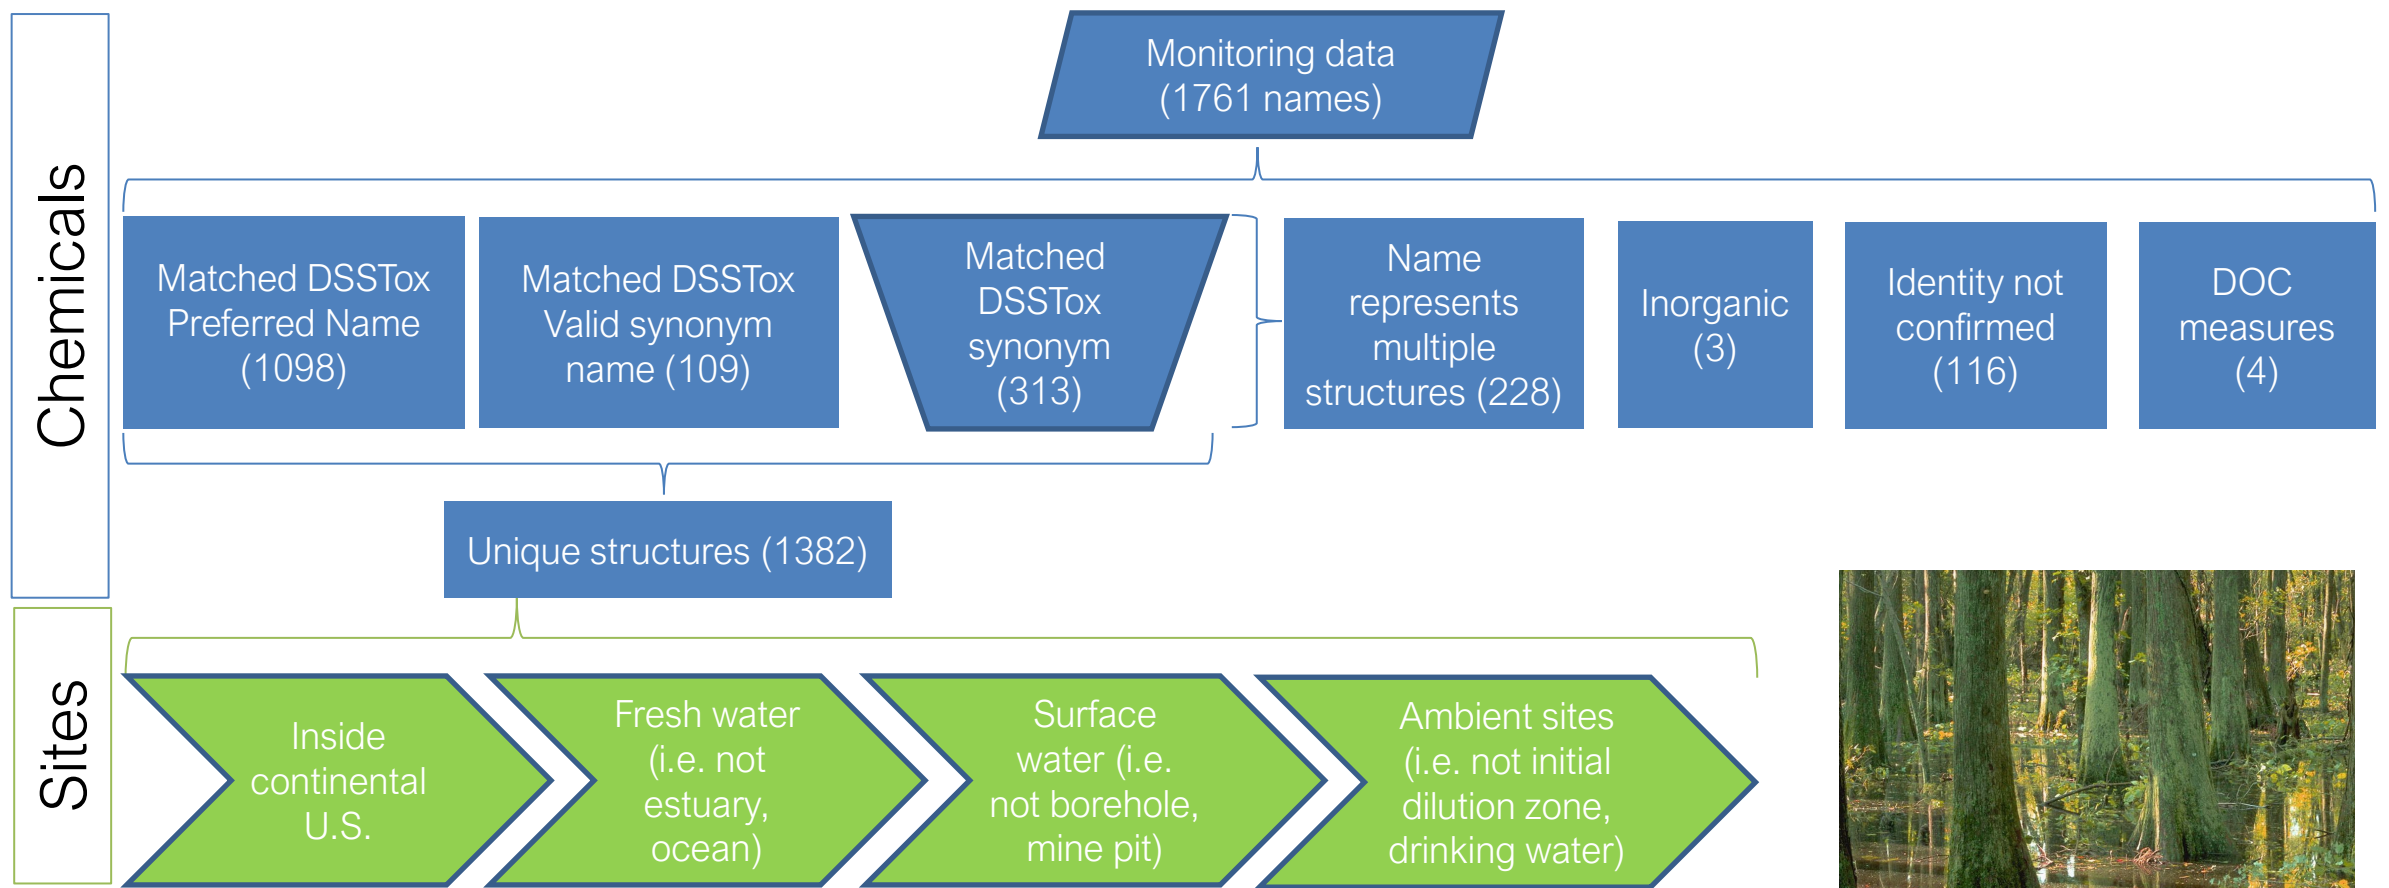 Chemicals
Monitoring data
(1761 names)
Matched DSSTox
Preferred Name
(1098)
Matched DSSTox
Valid synonym
name (109)
Matched
DSSTox
synonym
(313)
Name
represents
multiple
structures (228)
Inorganic
(3)
Identity not
confirmed
(116)
DOC
measures
(4)
Unique structures (1382)
Sites
Inside
continental
U.S.
Fresh water
(i.e. not
estuary,
ocean)
Surface
water (i.e.
not borehole,
mine pit)
Ambient sites
(i.e. not initial
dilution zone,
drinking water)